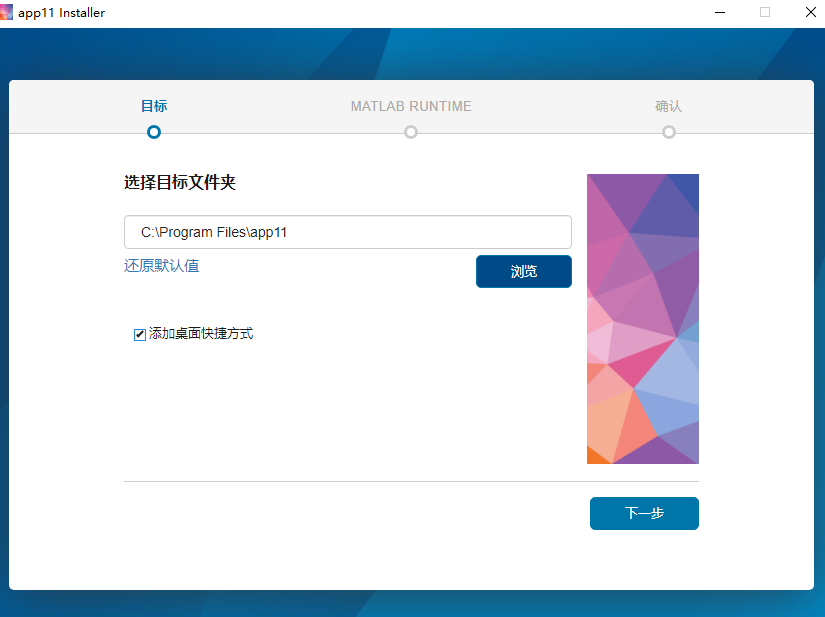 app11 Installer
目标
MATLAB RUNTIME
确认
选择目标文件夹
C:\Program Files\app11
还原默认值
浏览
添加桌面快捷方式
下一步